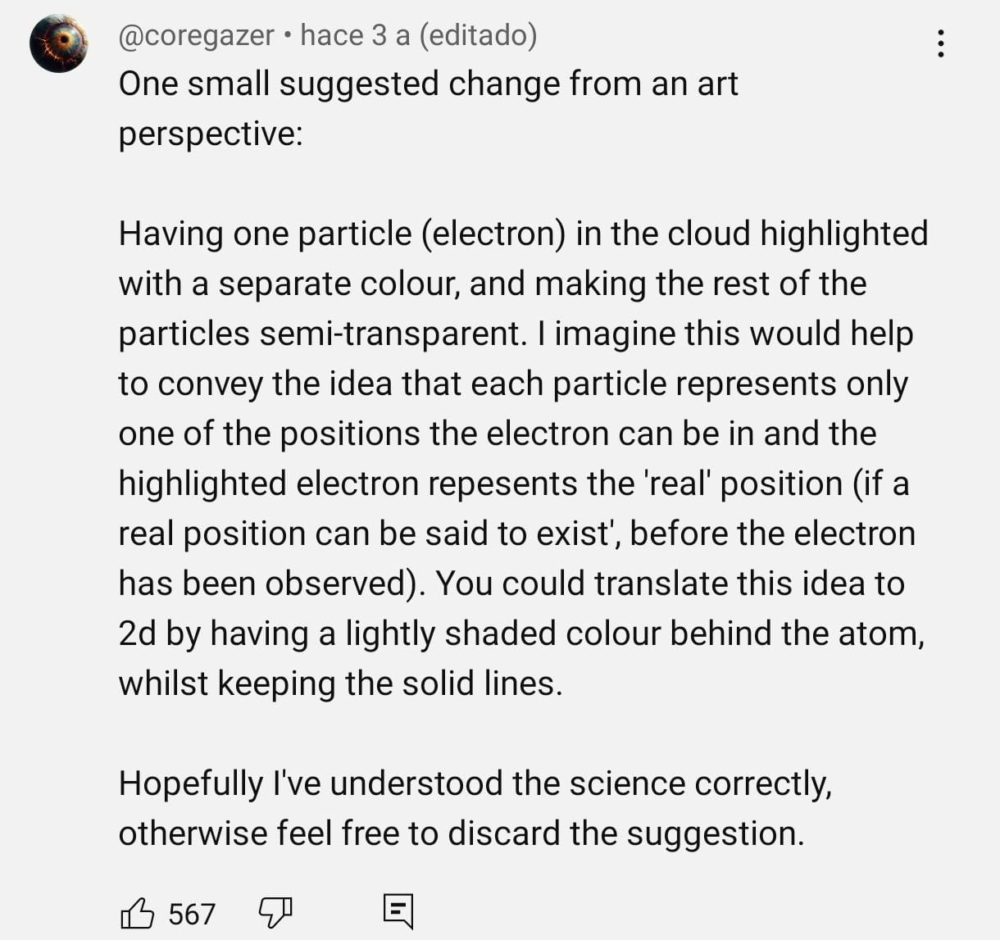 @coregazer • hace 3 a (editado)
One small suggested change from an art
perspective:
Having one particle (electron) in the cloud highlighted
with a separate colour, and making the rest of the
particles semi-transparent. I imagine this would help
to convey the idea that each particle represents only
one of the positions the electron can be in and the
highlighted electron repesents the 'real' position (if a
real position can be said to exist', before the electron
has been observed). You could translate this idea to
2d by having a lightly shaded colour behind the atom,
whilst keeping the solid lines.
Hopefully I've understood the science correctly,
otherwise feel free to discard the suggestion.
567